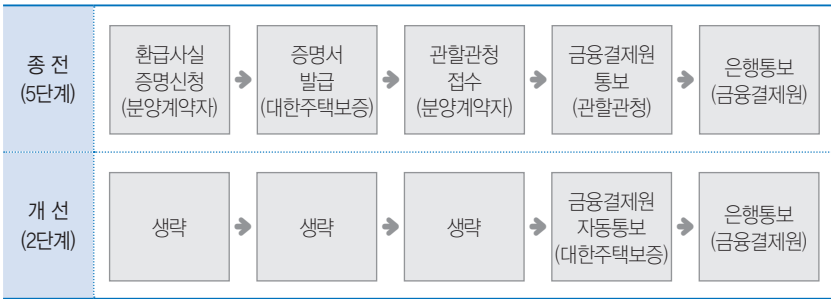 종 전
(5단계)
환급사실
증명신청
(분양계약자)
증명서
발급
(대한주택보증)
관할관청
접수
(분양계약자)
금융결제원
통보
(관할관청)
은행통보
(금융결제원)
개 선
(2단계)
생략
생략
생략
금융결제원
자동통보
(대한주택보증)
은행통보
(금융결제원)